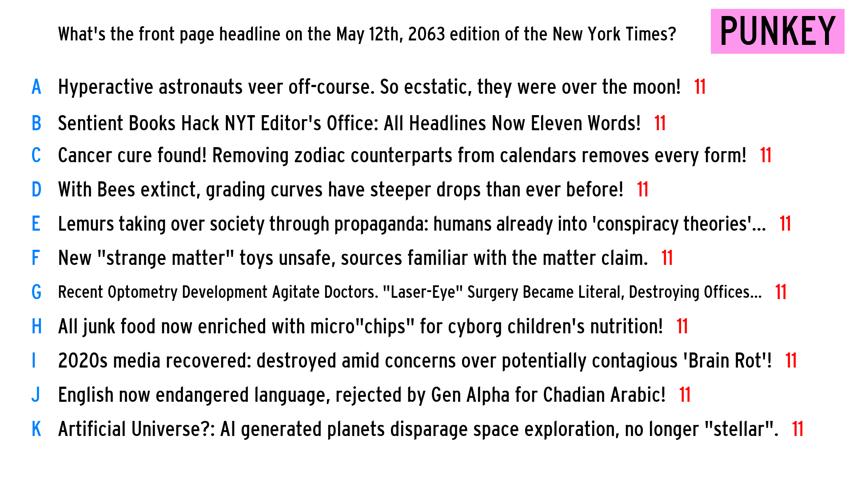 What's the front page headline on the May 12th, 2063 edition of the New York Times?
PUNKEY
A Hyperactive astronauts veer off-course. So ecstatic, they were over the moon! 11
B Sentient Books Hack NYT Editor's Office: All Headlines Now Eleven Words! 11
C Cancer cure found! Removing zodiac counterparts from calendars removes every form! 11
D With Bees extinct, grading curves have steeper drops than ever before! 11
E Lemurs taking over society through propaganda: humans already into 'conspiracy theories'... 11
F New "strange matter" toys unsafe, sources familiar with the matter claim. 11
G Recent Optometry Development Agitate Doctors. "Laser-Eye" Surgery Became Literal, Destroying Offices... 11
H All junk food now enriched with micro"chips" for cyborg children's nutrition! 11
I 2020s media recovered: destroyed amid concerns over potentially contagious 'Brain Rot'! 11
J English now endangered language, rejected by Gen Alpha for Chadian Arabic! 11
K Artificial Universe?: AI generated planets disparage space exploration, no longer "stellar". 11